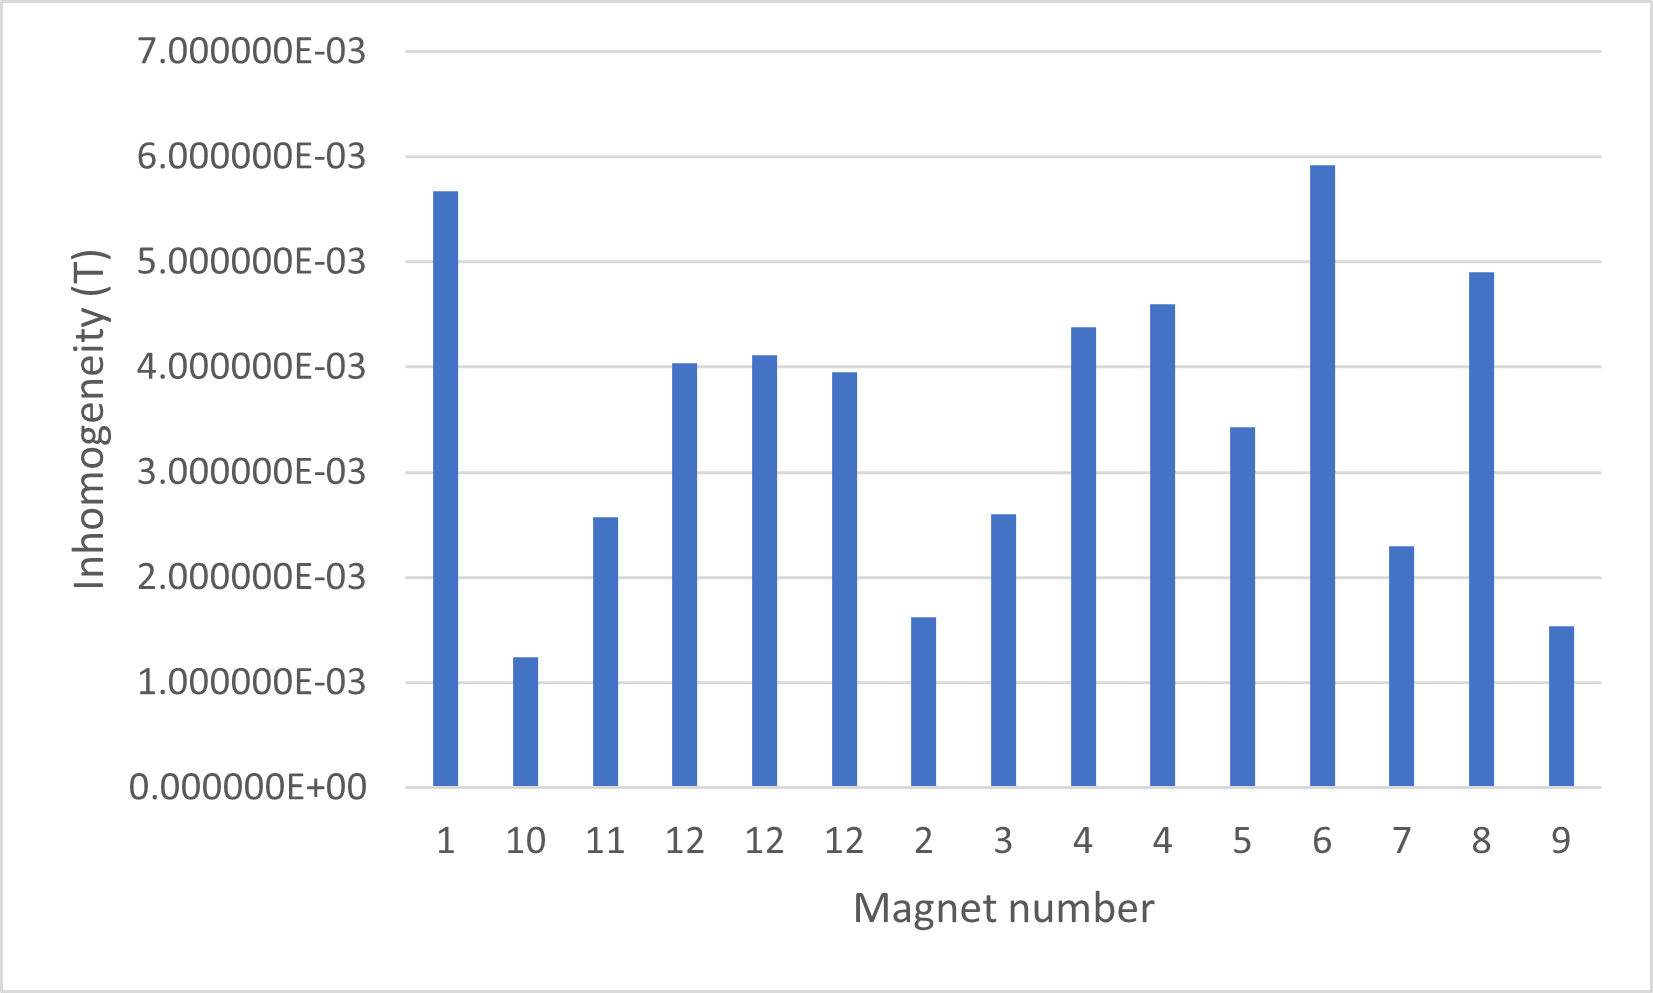 7.000000E-03
6.000000E-03
5.000000E-03
4.000000E-03
3.000000E-03
2.000000E-03
1.000000E-03
0.000000E+00
Inhomogeneity (T)
1 10 11 12 12 12 2 3 4 4 5 6 7 8 9
Magnet number